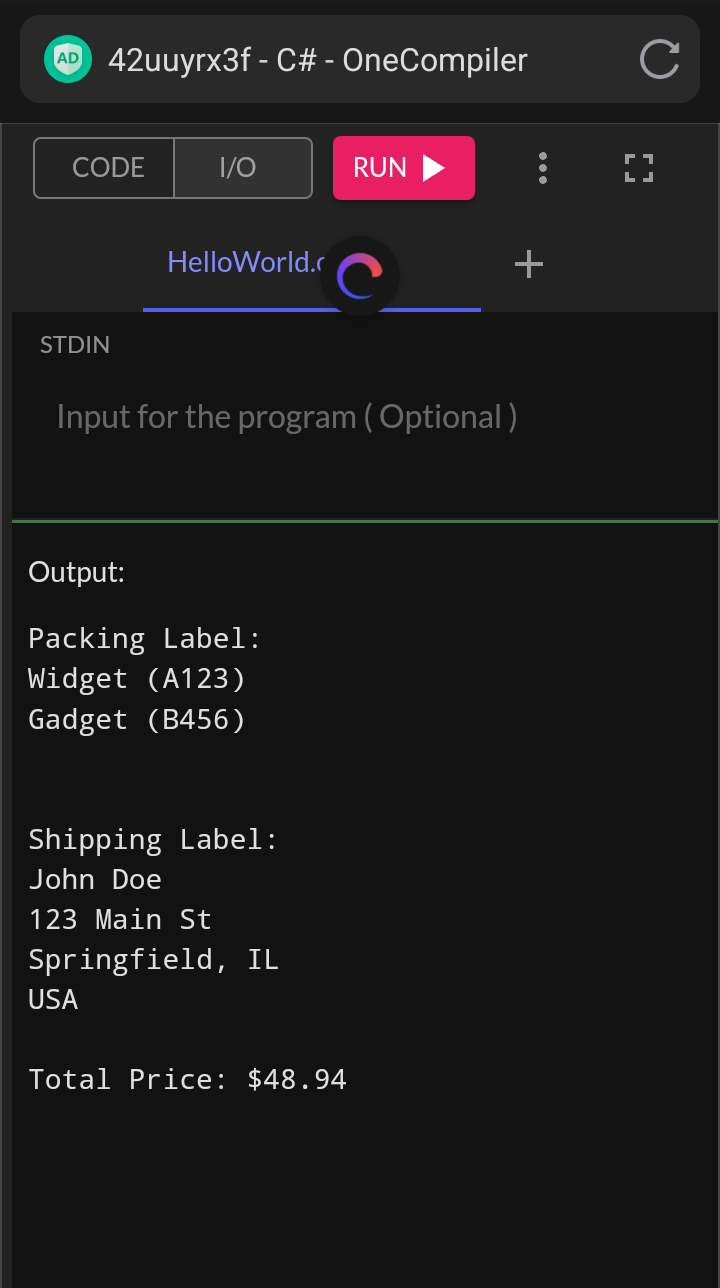 AD
42uuyrx3f - C# - OneCompiler
CODE
I/O
RUN
HelloWorld.
STDIN
Input for the program ( Optional )
Output:
Packing Label:
Widget (A123)
Gadget (B456)
Shipping Label:
John Doe
123 Main St
Springfield, IL
USA
Total Price: $48.94